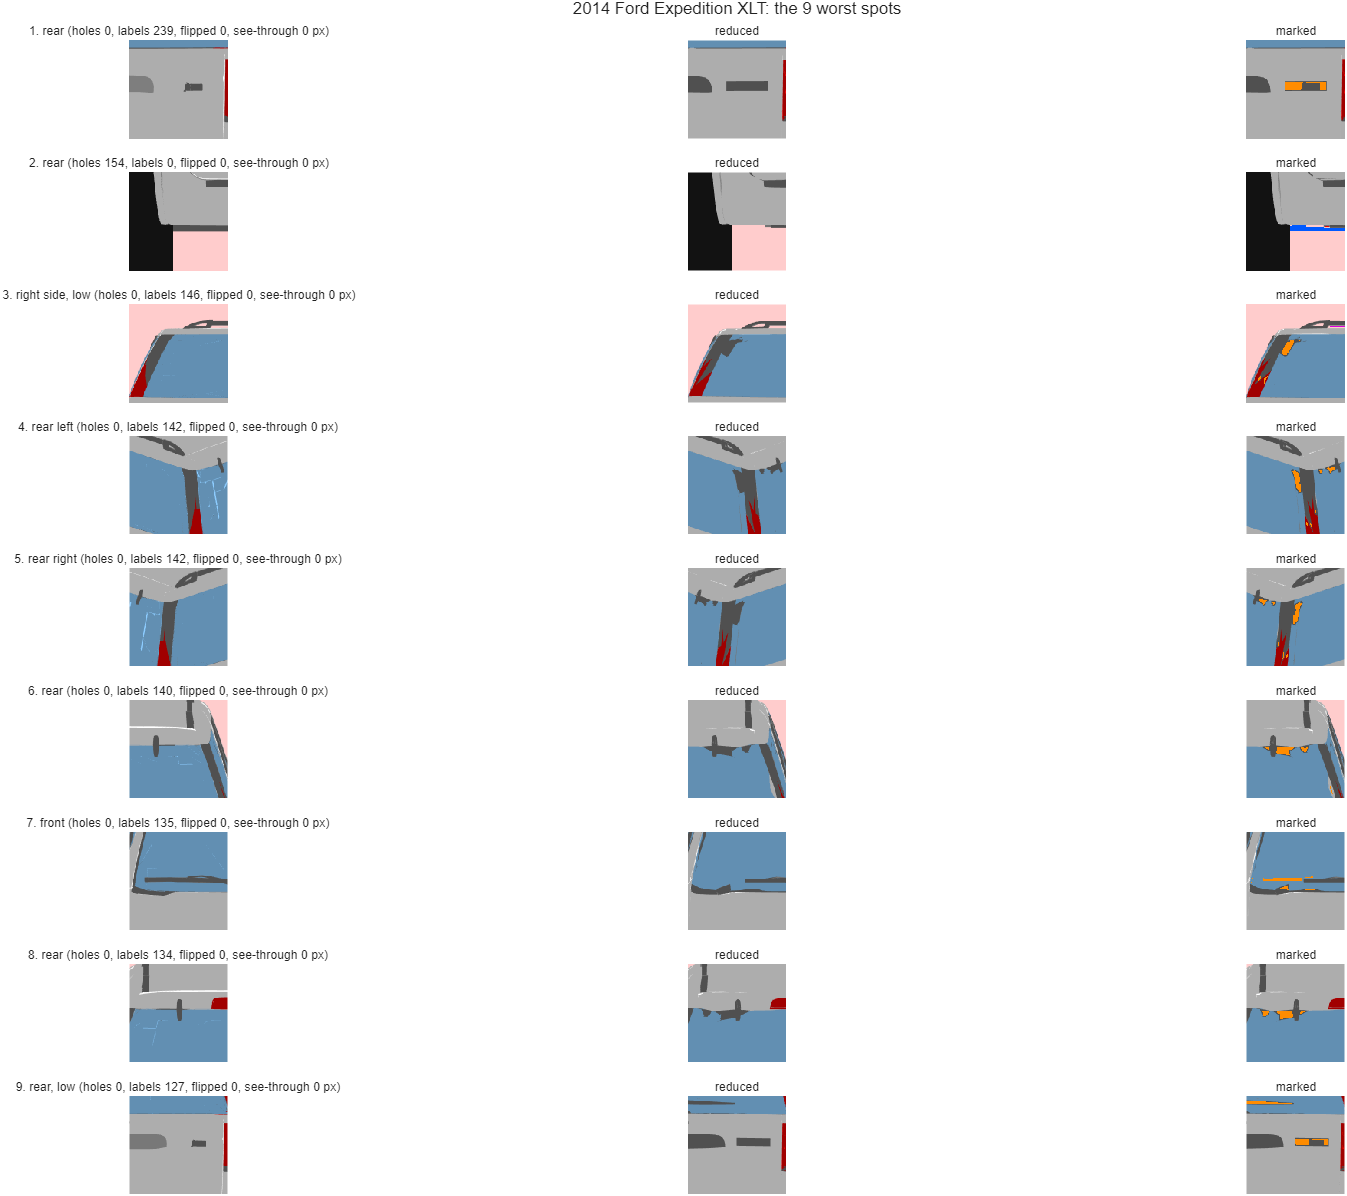 2014 Ford Expedition XLT: the 9 worst spots
1. rear (holes 0, labels 239, flipped 0, see-through 0 px)
reduced
marked
2. rear (holes 154, labels 0, flipped 0, see-through 0 px)
reduced
marked
3. right side, low (holes 0, labels 146, flipped 0, see-through 0 px)
reduced
marked
4. rear left (holes 0, labels 142, flipped 0, see-through 0 px)
reduced
marked
5. rear right (holes 0, labels 142, flipped 0, see-through 0 px)
reduced
marked
6. rear (holes 0, labels 140, flipped 0, see-through 0 px)
reduced
marked
7. front (holes 0, labels 135, flipped 0, see-through 0 px)
reduced
marked
8. rear (holes 0, labels 134, flipped 0, see-through 0 px)
reduced
marked
9. rear, low (holes 0, labels 127, flipped 0, see-through 0 px)
reduced
marked